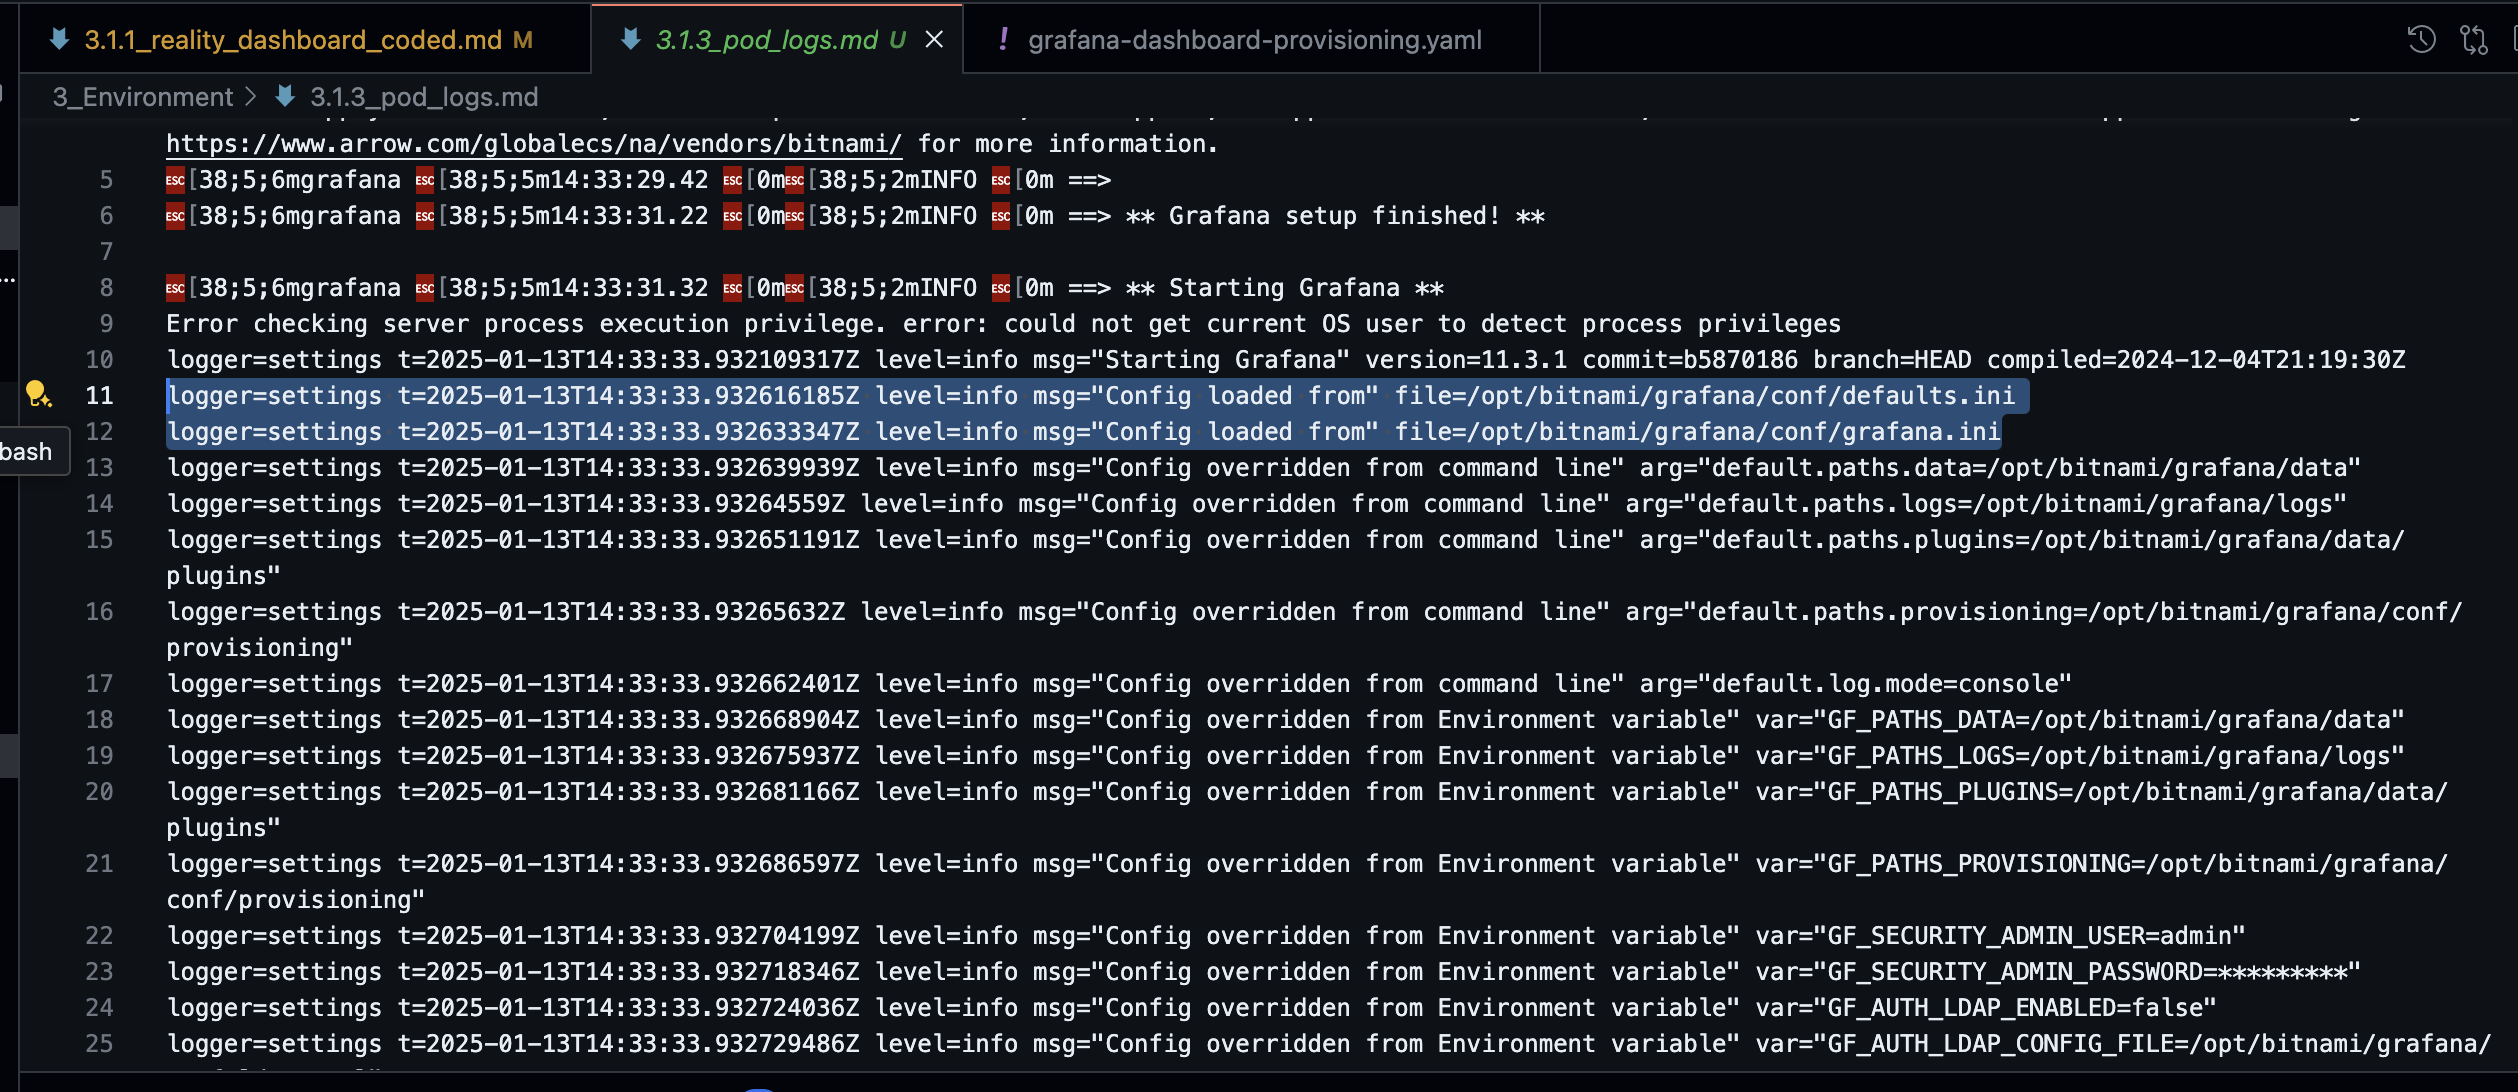 3.1.1_reality_dashboard_coded.md M
3.1.3_pod_logs.md U
grafana-dashboard-provisioning.yaml
3_Environment > 3.1.3_pod_logs.md
https://www.arrow.com/globalecs/na/vendors/bitnami/ for more information.
5 ESC[38;5;6mgrafana ESC[38;5;5m14:33:29.42 ESC[0mESC[38;5;2mINFO ESC[0m ==>
6 ESC[38;5;6mgrafana ESC[38;5;5m14:33:31.22 ESC[0mESC[38;5;2mINFO ESC[0m ==> ** Grafana setup finished! **
7
8 ESC[38;5;6mgrafana ESC[38;5;5m14:33:31.32 ESC[0mESC[38;5;2mINFO ESC[0m ==> ** Starting Grafana **
9 Error checking server process execution privilege. error: could not get current OS user to detect process privileges
10 logger=settings t=2025-01-13T14:33:33.932109317Z level=info msg="Starting Grafana" version=11.3.1 commit=b5870186 branch=HEAD compiled=2024-12-04T21:19:30Z
11 logger=settings t=2025-01-13T14:33:33.932616185Z level=info msg="Config loaded from" file=/opt/bitnami/grafana/conf/defaults.ini
12 logger=settings t=2025-01-13T14:33:33.932633347Z level=info msg="Config loaded from" file=/opt/bitnami/grafana/conf/grafana.ini
bash
13 logger=settings t=2025-01-13T14:33:33.932639939Z level=info msg="Config overridden from command line" arg="default.paths.data=/opt/bitnami/grafana/data"
14 logger=settings t=2025-01-13T14:33:33.93264559Z level=info msg="Config overridden from command line" arg="default.paths.logs=/opt/bitnami/grafana/logs"
15 logger=settings t=2025-01-13T14:33:33.932651191Z level=info msg="Config overridden from command line" arg="default.paths.plugins=/opt/bitnami/grafana/data/
plugins"
16 logger=settings t=2025-01-13T14:33:33.93265632Z level=info msg="Config overridden from command line" arg="default.paths.provisioning=/opt/bitnami/grafana/conf/
provisioning"
17 logger=settings t=2025-01-13T14:33:33.932662401Z level=info msg="Config overridden from command line" arg="default.log.mode=console"
18 logger=settings t=2025-01-13T14:33:33.932668904Z level=info msg="Config overridden from Environment variable" var="GF_PATHS_DATA=/opt/bitnami/grafana/data"
19 logger=settings t=2025-01-13T14:33:33.932675937Z level=info msg="Config overridden from Environment variable" var="GF_PATHS_LOGS=/opt/bitnami/grafana/logs"
20 logger=settings t=2025-01-13T14:33:33.932681166Z level=info msg="Config overridden from Environment variable" var="GF_PATHS_PLUGINS=/opt/bitnami/grafana/data/
plugins"
21 logger=settings t=2025-01-13T14:33:33.932686597Z level=info msg="Config overridden from Environment variable" var="GF_PATHS_PROVISIONING=/opt/bitnami/grafana/
conf/provisioning"
22 logger=settings t=2025-01-13T14:33:33.932704199Z level=info msg="Config overridden from Environment variable" var="GF_SECURITY_ADMIN_USER=admin"
23 logger=settings t=2025-01-13T14:33:33.932718346Z level=info msg="Config overridden from Environment variable" var="GF_SECURITY_ADMIN_PASSWORD=*********"
24 logger=settings t=2025-01-13T14:33:33.932724036Z level=info msg="Config overridden from Environment variable" var="GF_AUTH_LDAP_ENABLED=false"
25 logger=settings t=2025-01-13T14:33:33.932729486Z level=info msg="Config overridden from Environment variable" var="GF_AUTH_LDAP_CONFIG_FILE=/opt/bitnami/grafana/